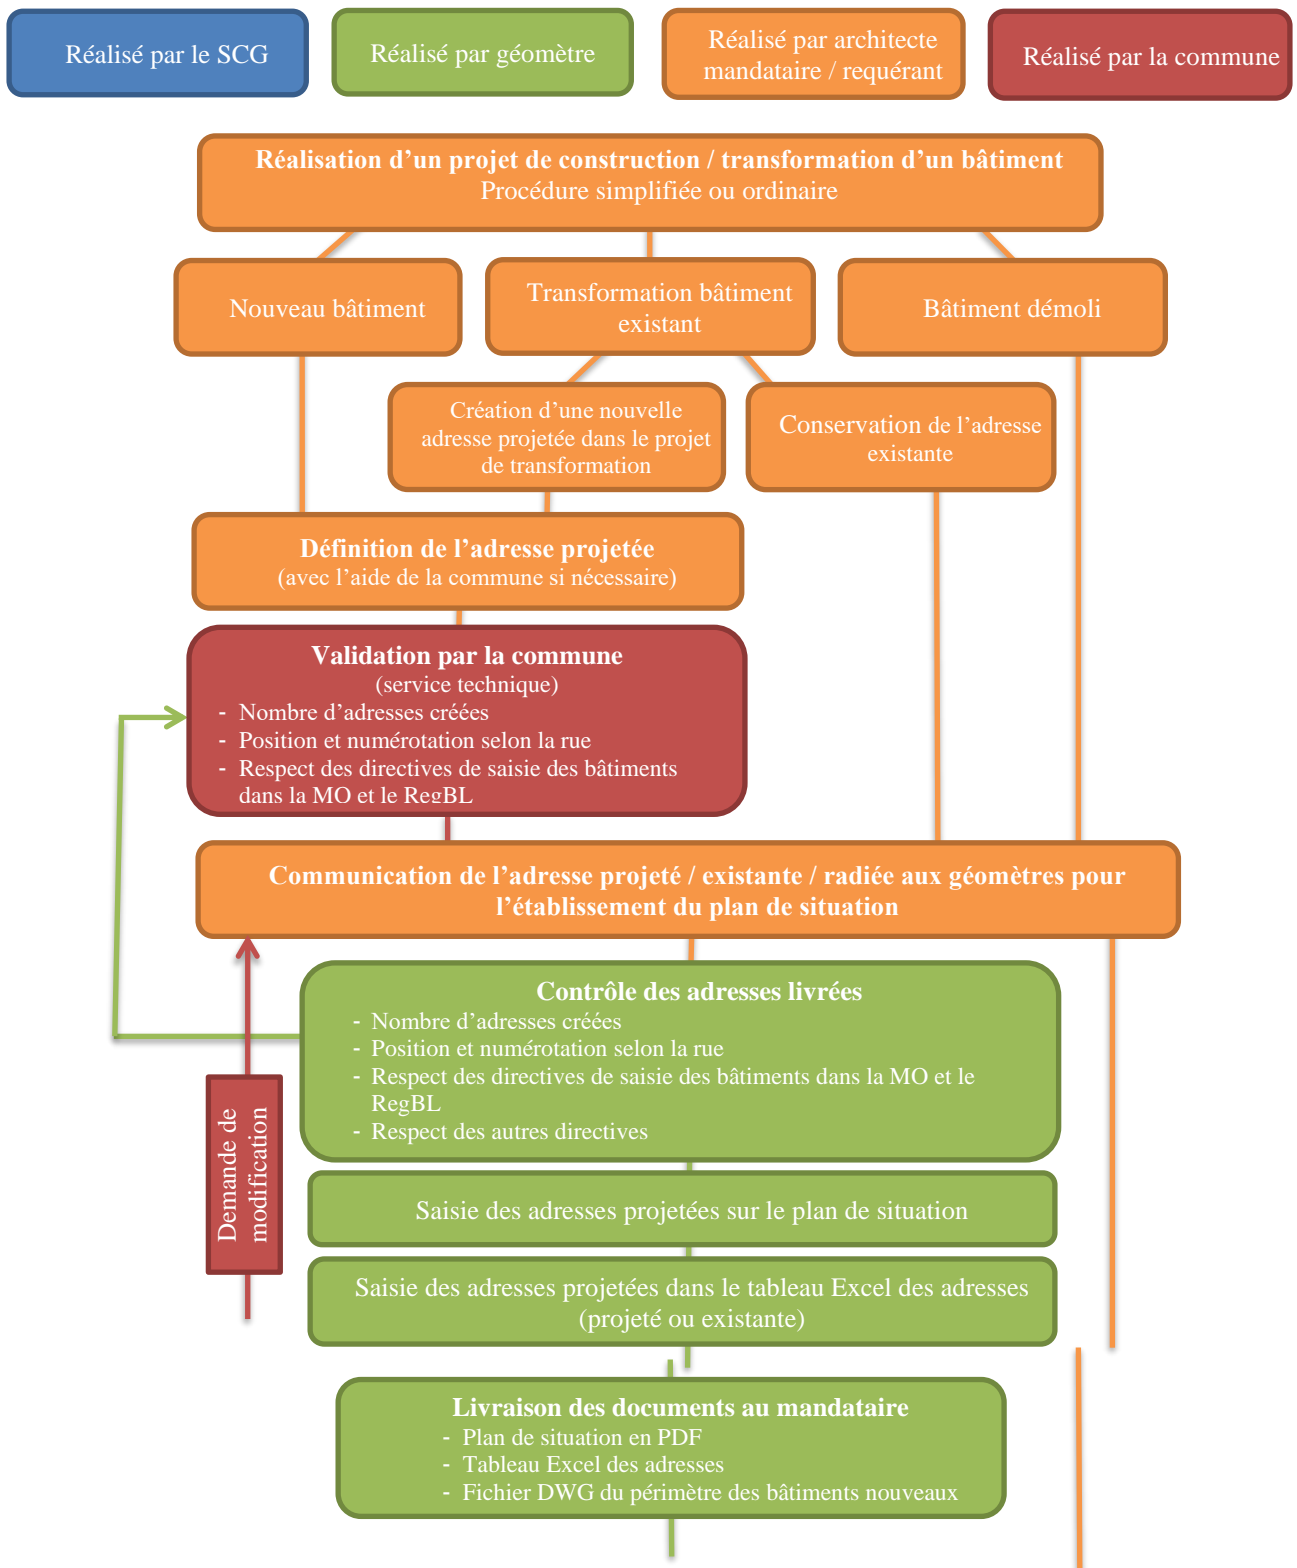 Réalisé par le SCG
Réalisé par géomètre
Réalisé par architecte
mandataire / requérant
Réalisé par la commune
Réalisation d’un projet de construction / transformation d’un bâtiment
Procédure simplifiée ou ordinaire
Nouveau bâtiment
Transformation bâtiment
existant
Bâtiment démoli
Création d’une nouvelle
adresse projetée dans le projet
de transformation
Conservation de l’adresse
existante
Définition de l’adresse projetée
(avec l’aide de la commune si nécessaire)
Validation par la commune
(service technique)
- Nombre d’adresses créées
- Position et numérotation selon la rue
- Respect des directives de saisie des bâtiments
dans la MO et le RegBL
Communication de l’adresse projeté / existante / radiée aux géomètres pour
l’établissement du plan de situation
Contrôle des adresses livrées
- Nombre d’adresses créées
- Position et numérotation selon la rue
- Respect des directives de saisie des bâtiments dans la MO et le
RegBL
- Respect des autres directives
Demande de
modification
Saisie des adresses projetées sur le plan de situation
Saisie des adresses projetées dans le tableau Excel des adresses
(projeté ou existante)
Livraison des documents au mandataire
- Plan de situation en PDF
- Tableau Excel des adresses
- Fichier DWG du périmètre des bâtiments nouveaux